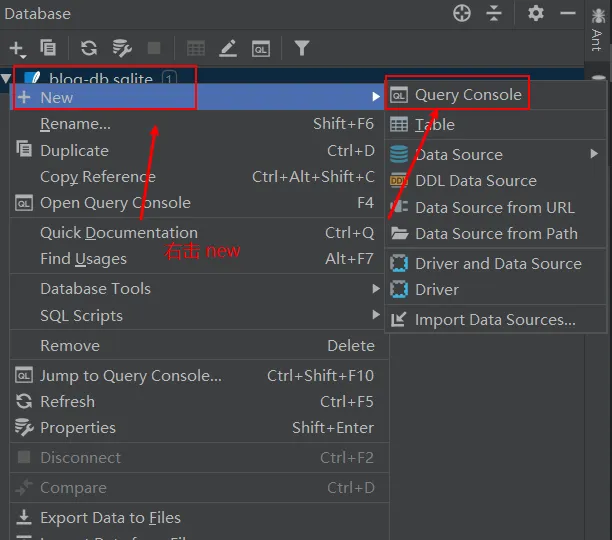 Database
Ant
blog-db.sqlite 1
New
Rename... Shift+F6
Duplicate Ctrl+D
Copy Reference Ctrl+Alt+Shift+C
Open Query Console F4
Quick Documentation Ctrl+Q
右击 new
Find Usages Alt+F7
Database Tools
SQL Scripts
Remove Delete
Jump to Query Console... Ctrl+Shift+F10
Refresh Ctrl+F5
Properties Shift+Enter
Disconnect Ctrl+F2
Compare Ctrl+D
Export Data to Files
Query Console
Table
Data Source
DDL Data Source
Data Source from URL
Data Source from Path
Driver and Data Source
Driver
Import Data Sources...